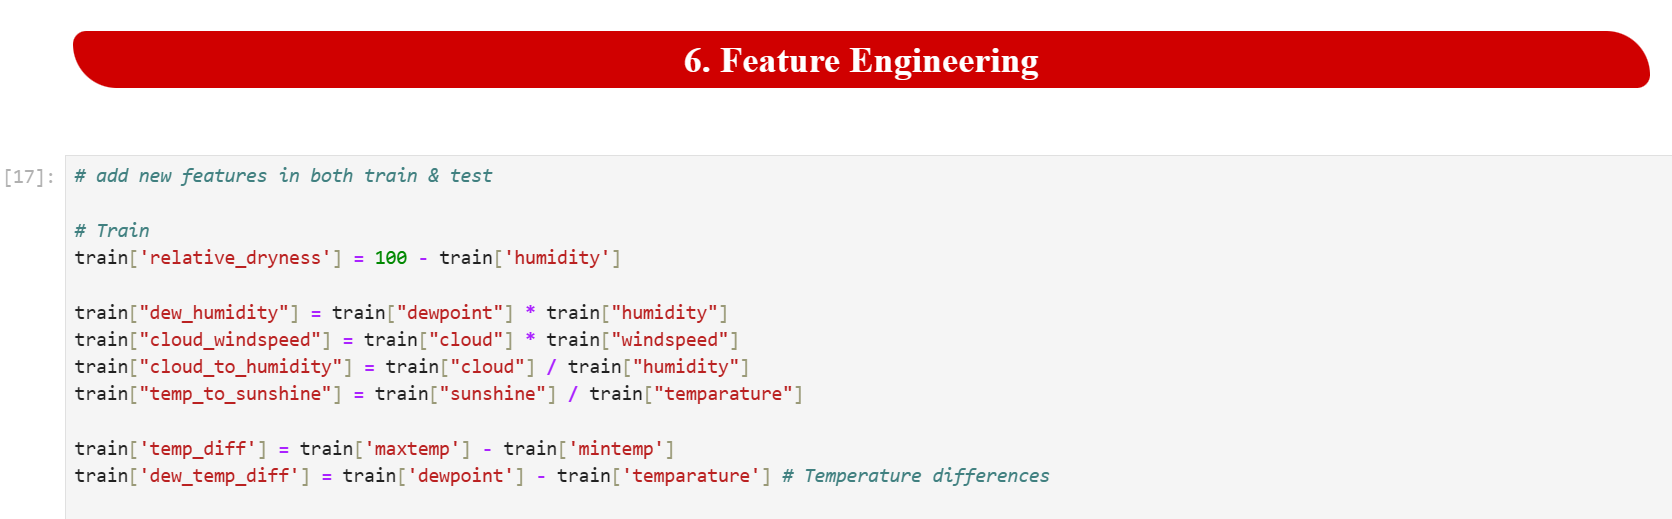 6. Feature Engineering
[17]:
# add new features in both train & test
# Train
train['relative_dryness'] = 100 - train['humidity']
train["dew_humidity"] = train["dewpoint"] * train["humidity"]
train["cloud_windspeed"] = train["cloud"] * train["windspeed"]
train["cloud_to_humidity"] = train["cloud"] / train["humidity"]
train["temp_to_sunshine"] = train["sunshine"] / train["temparature"]
train['temp_diff'] = train['maxtemp'] - train['mintemp']
train['dew_temp_diff'] = train['dewpoint'] - train['temparature'] # Temperature differences